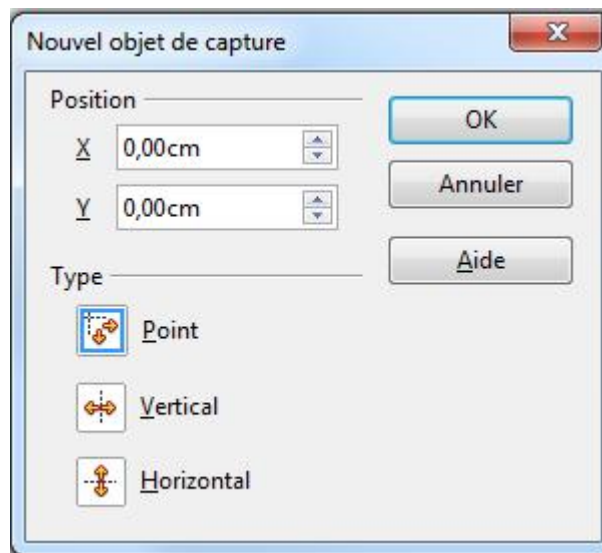 Nouvel objet de capture
Position
X 0,00cm
Y 0,00cm
OK
Annuler
Aide
Type
Point
Vertical
Horizontal